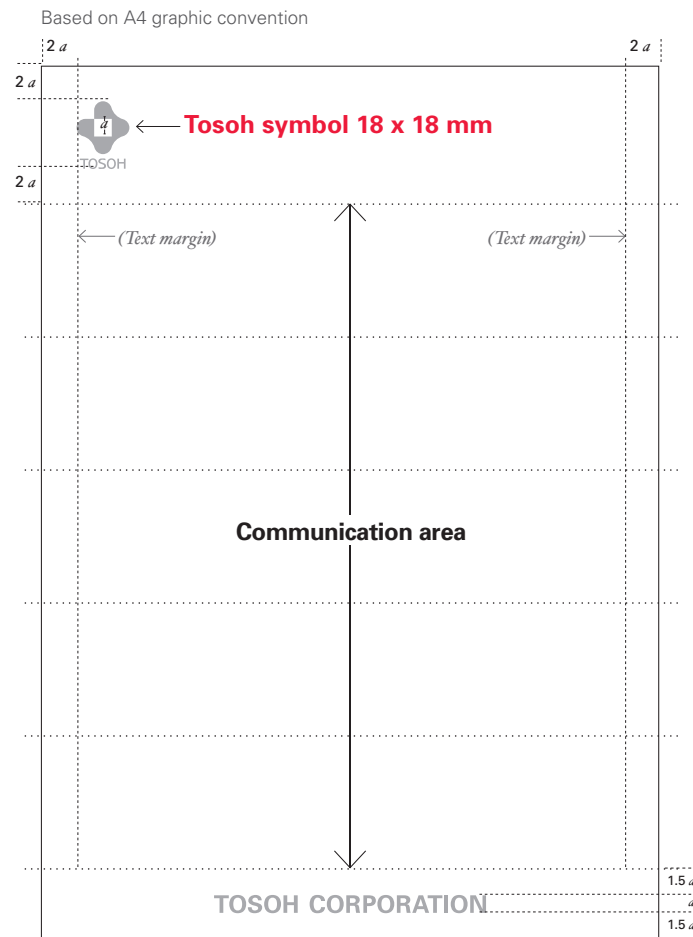 Based on A4 graphic convention
2 a
2 a
2 a
a
Tosoh symbol 18 x 18 mm
TOSOH
2 a
(Text margin)
(Text margin)
Communication area
1.5 a
TOSOH CORPORATION
a
1.5 a